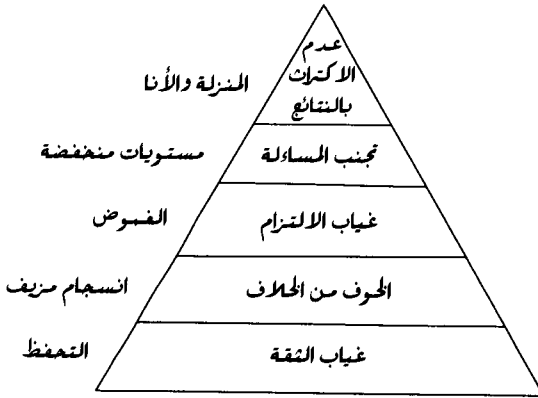 عدم
الاكتراث
بالنتائج
المنزلة والأنا
تجنب المساءلة
مستويات منخفضة
غياب الالتزام
الغموض
الخوف من الخلاف
انسجام مزيف
غياب الثقة
التحفظ